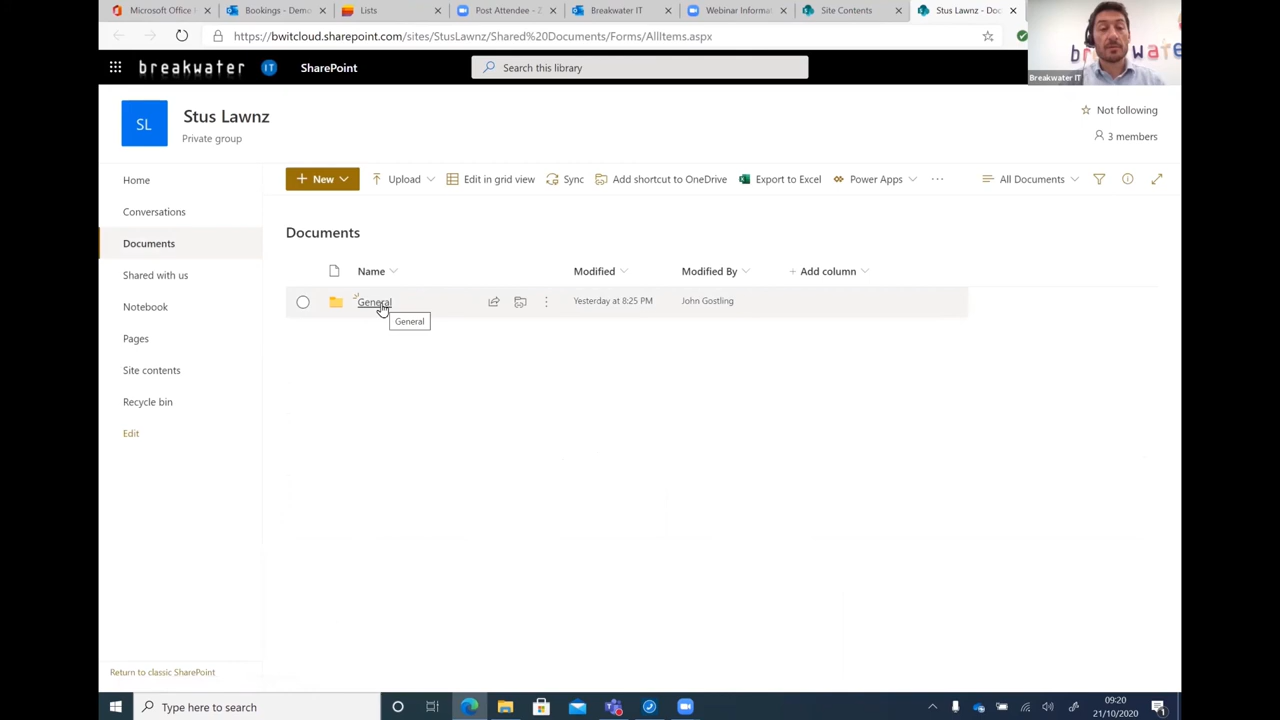 Microsoft Office
Bookings - Demo
Lists
Post Attendee - Z
Breakwater IT
Webinar Informat
Site Contents
Stus Lawnz - Doc
https://bwitcloud.sharepoint.com/sites/StusLawnz/Shared%20Documents/Forms/AllItems.aspx
breakwater IT SharePoint
Search this library
breakwate
Breakwater IT
SL
Stus Lawnz
Private group
Not following
3 members
Home
Conversations
Documents
Shared with us
Notebook
Pages
Site contents
Recycle bin
Edit
+ New
Upload
Edit in grid view
Sync
Add shortcut to OneDrive
Export to Excel
Power Apps
...
All Documents
Documents
Name
Modified
Modified By
+ Add column
General
Yesterday at 8:25 PM
John Gostling
General
Return to classic SharePoint
Type here to search
09:20
21/10/2020
1